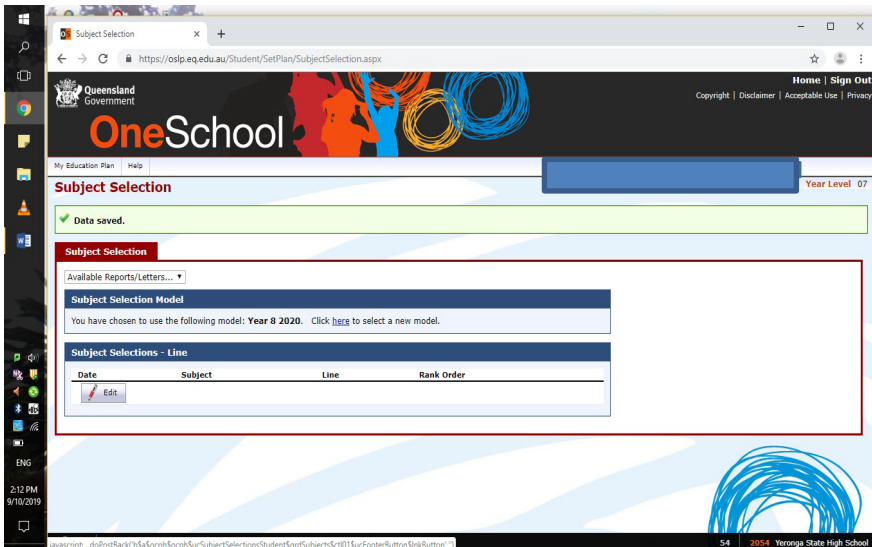 OS Subject Selection
https://oslp.eq.edu.au/Student/SetPlan/SubjectSelection.aspx
Queensland
Government
Home | Sign Out
Copyright | Disclaimer | Acceptable Use | Privacy
OneSchool
My Education Plan Help
Subject Selection
Year Level 07
Data saved.
Subject Selection
Available Reports/Letters...
Subject Selection Model
You have chosen to use the following model: Year 8 2020. Click here to select a new model.
Subject Selections - Line
Date Subject Line Rank Order
Edit
ENG
2:12 PM
9/10/2019
54 2054 Yeronga State High School